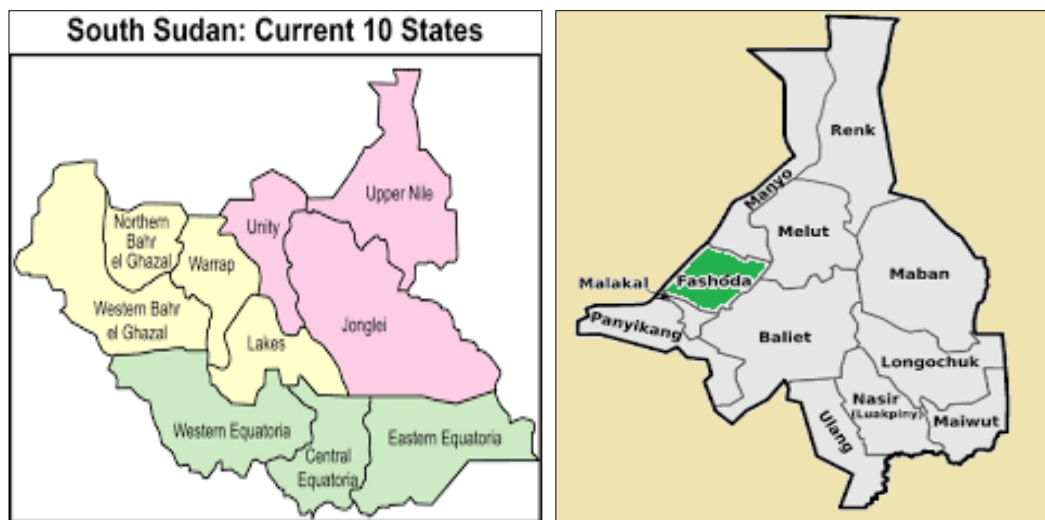 South Sudan: Current 10 States
Upper Nile
Northern
Bahr
el Ghazal
Unity
Warrap
Western Bahr
el Ghazal
Jonglei
Lakes
Western Equatoria
Eastern Equatoria
Central
Equatoria
Renk
Manyo
Melut
Fashoda
Maban
Malakal
Panyikang
Baliet
Longochuk
Nasir
(Luakpiny)
Maiwut
Ulang